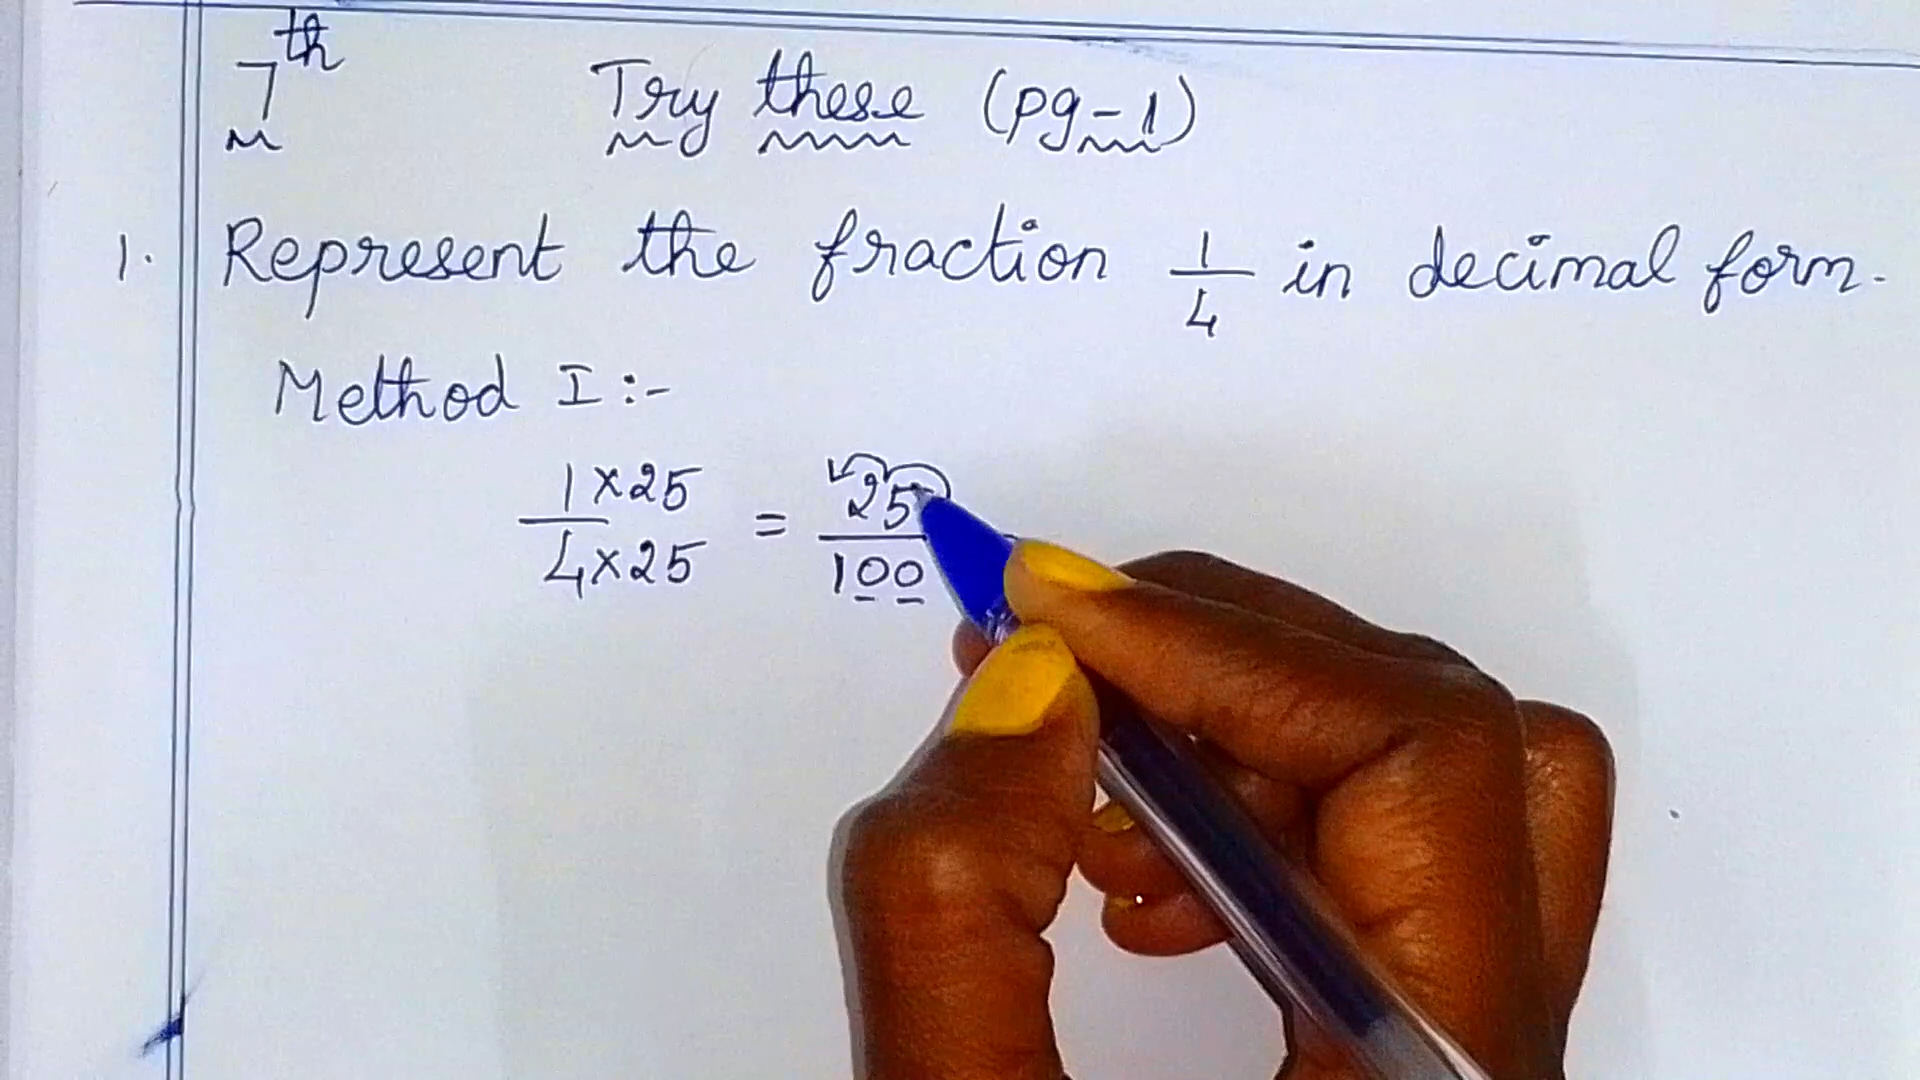 7th Try these (pg-1)
1. Represent the fraction 1/4 in decimal form.
Method I :-
1×25/4×25 = 25/100